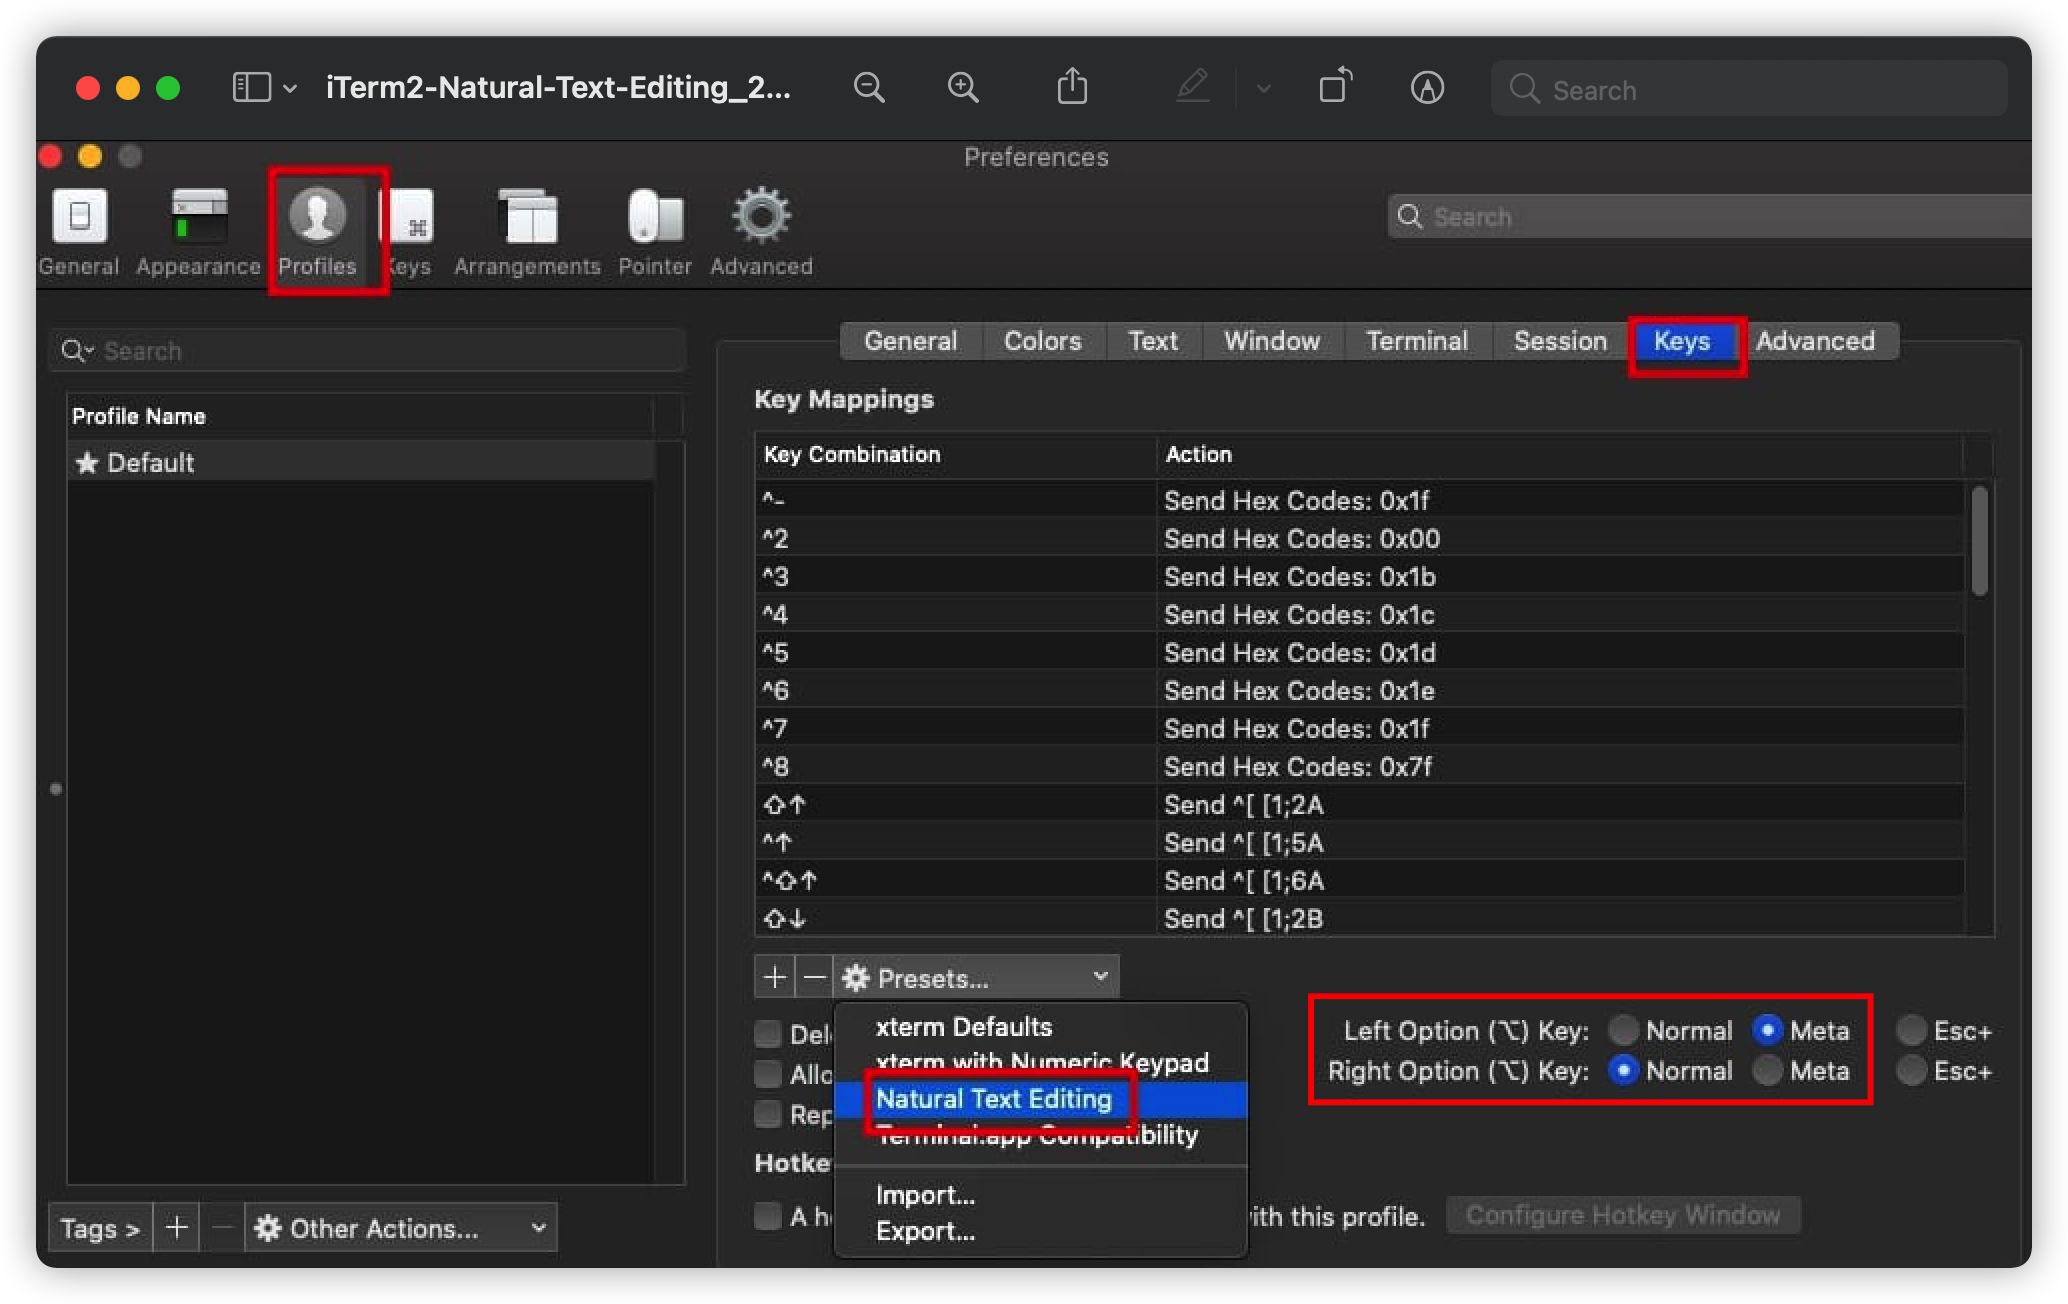 iTerm2-Natural-Text-Editing_2...
Search
Preferences
General
Appearance
Profiles
Keys
Arrangements
Pointer
Advanced
Search
Search
Profile Name
★ Default
General
Colors
Text
Window
Terminal
Session
Keys
Advanced
Key Mappings
Key Combination Action
^- Send Hex Codes: 0x1f
^2 Send Hex Codes: 0x00
^3 Send Hex Codes: 0x1b
^4 Send Hex Codes: 0x1c
^5 Send Hex Codes: 0x1d
^6 Send Hex Codes: 0x1e
^7 Send Hex Codes: 0x1f
^8 Send Hex Codes: 0x7f
⇧↑ Send ^[ [1;2A
^↑ Send ^[ [1;5A
^⇧↑ Send ^[ [1;6A
⇧↓ Send ^[ [1;2B
Presets...
xterm Defaults
xterm with Numeric Keypad
Natural Text Editing
Terminal.app Compatibility
Import...
Export...
Left Option (⌥) Key: Normal Meta Esc+
Right Option (⌥) Key: Normal Meta Esc+
this profile.
Configure Hotkey Window
Tags >
+
Other Actions...